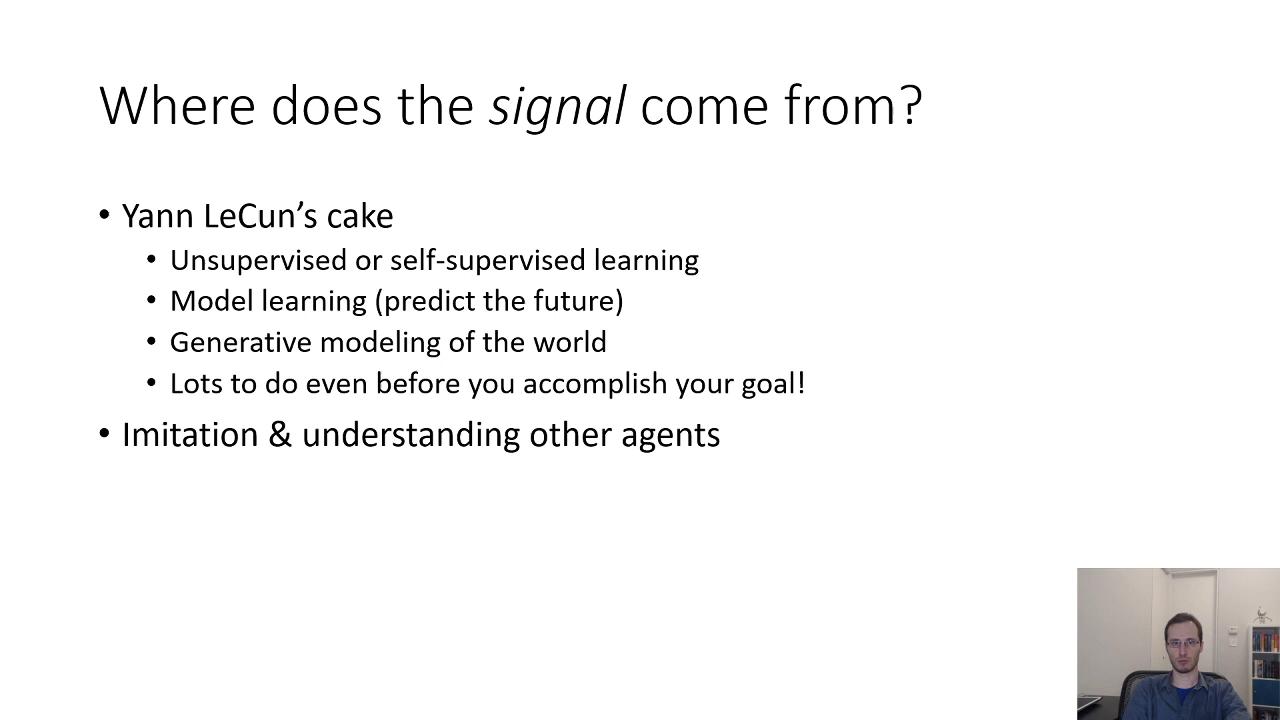 Where does the signal come from?
• Yann LeCun’s cake
• Unsupervised or self-supervised learning
• Model learning (predict the future)
• Generative modeling of the world
• Lots to do even before you accomplish your goal!
• Imitation & understanding other agents